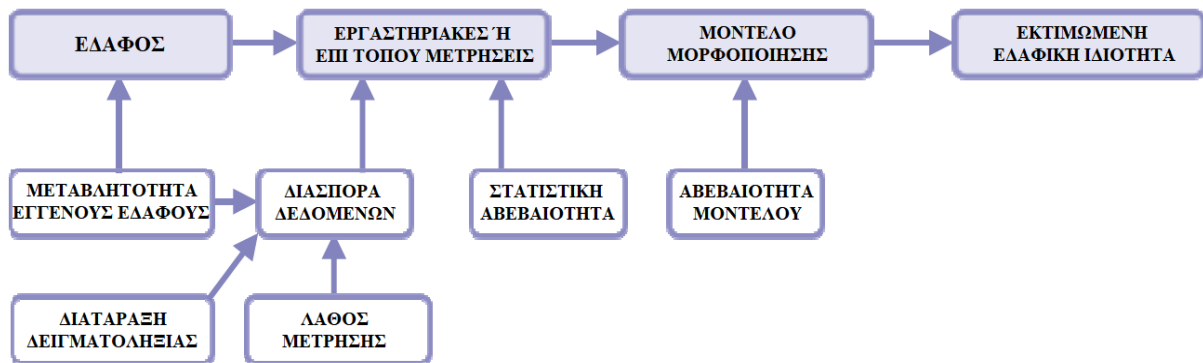 ΕΔΑΦΟΣ
ΕΡΓΑΣΤΗΡΙΑΚΕΣ Ή
ΕΠΙ ΤΟΠΟΥ ΜΕΤΡΗΣΕΙΣ
ΜΟΝΤΕΛΟ
ΜΟΡΦΟΠΟΙΗΣΗΣ
ΕΚΤΙΜΩΜΕΝΗ
ΕΔΑΦΙΚΗ ΙΔΙΟΤΗΤΑ
ΜΕΤΑΒΛΗΤΟΤΗΤΑ
ΕΓΓΕΝΟΥΣ ΕΔΑΦΟΥΣ
ΔΙΑΣΠΟΡΑ
ΔΕΔΟΜΕΝΩΝ
ΣΤΑΤΙΣΤΙΚΗ
ΑΒΕΒΑΙΟΤΗΤΑ
ΑΒΕΒΑΙΟΤΗΤΑ
ΜΟΝΤΕΛΟΥ
ΔΙΑΤΑΡΑΞΗ
ΔΕΙΓΜΑΤΟΛΗΞΙΑΣ
ΛΑΘΟΣ
ΜΕΤΡΗΣΗΣ